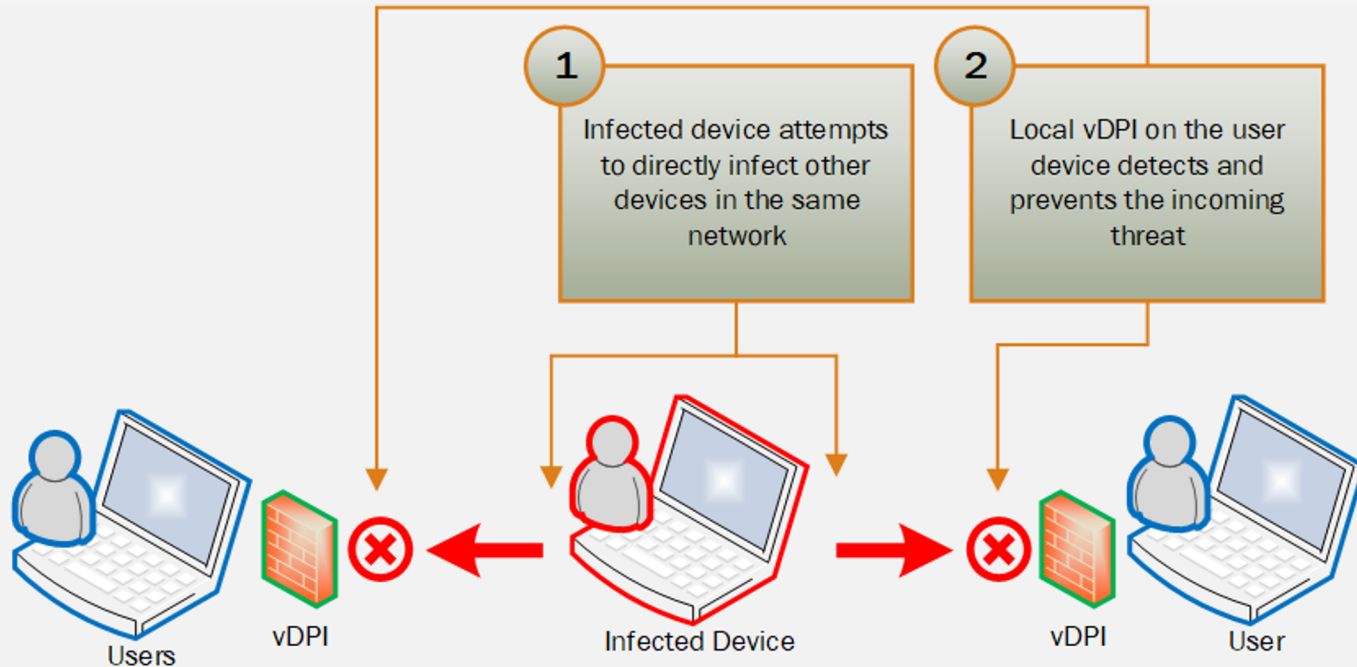 1
Infected device attempts
to directly infect other
devices in the same
network
2
Local vDPI on the user
device detects and
prevents the incoming
threat
Users
vDPI
Infected Device
vDPI
User